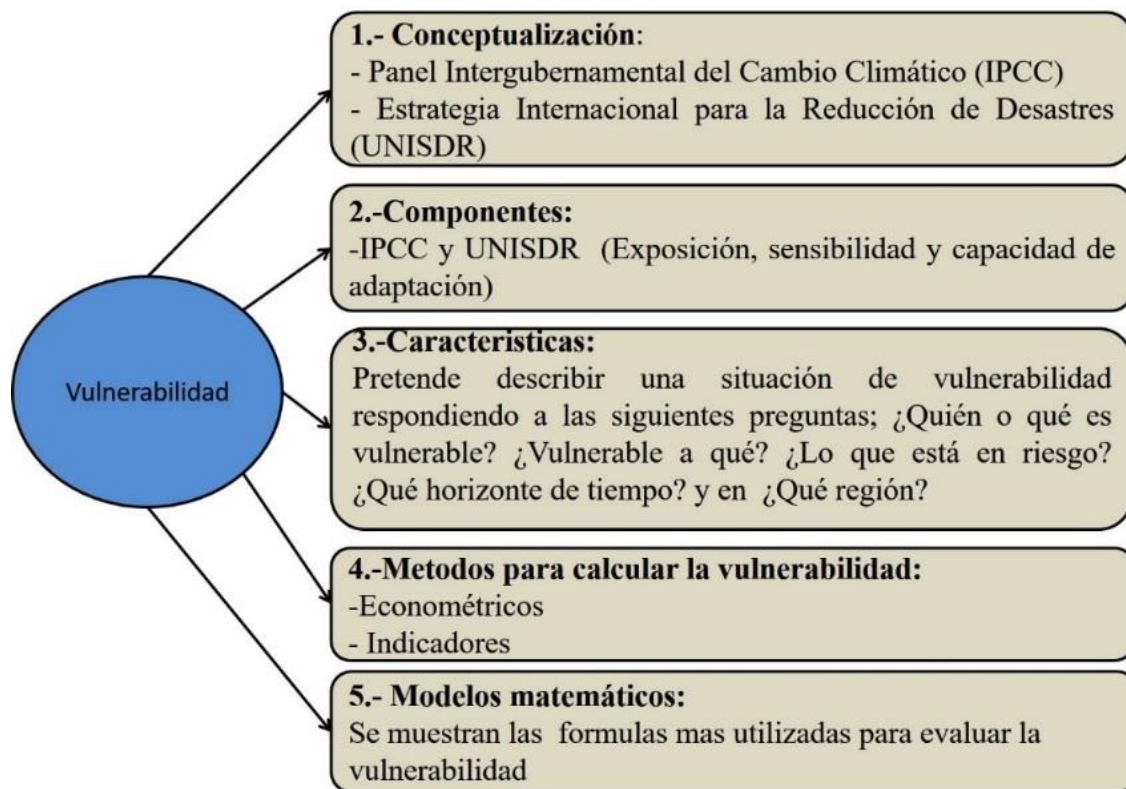 Vulnerabilidad
1.- Conceptualización:
- Panel Intergubernamental del Cambio Climático (IPCC)
- Estrategia Internacional para la Reducción de Desastres
(UNISDR)
2.-Componentes:
-IPCC y UNISDR (Exposición, sensibilidad y capacidad de
adaptación)
3.-Caracteristicas:
Pretende describir una situación de vulnerabilidad
respondiendo a las siguientes preguntas; ¿Quién o qué es
vulnerable? ¿Vulnerable a qué? ¿Lo que está en riesgo?
¿Qué horizonte de tiempo? y en ¿Qué región?
4.-Metodos para calcular la vulnerabilidad:
-Econométricos
- Indicadores
5.- Modelos matemáticos:
Se muestran las formulas mas utilizadas para evaluar la
vulnerabilidad